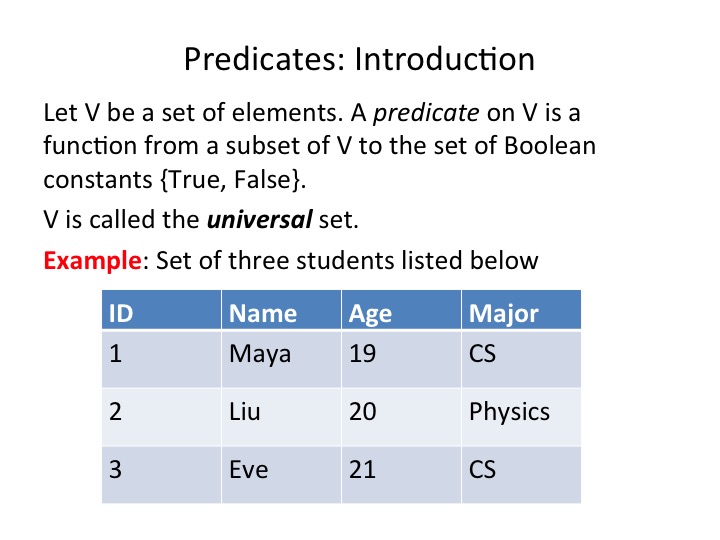 Predicates: Introduction
Let V be a set of elements. A predicate on V is a
function from a subset of V to the set of Boolean
constants {True, False}.
V is called the universal set.
Example: Set of three students listed below
ID Name Age Major
1 Maya 19 CS
2 Liu 20 Physics
3 Eve 21 CS